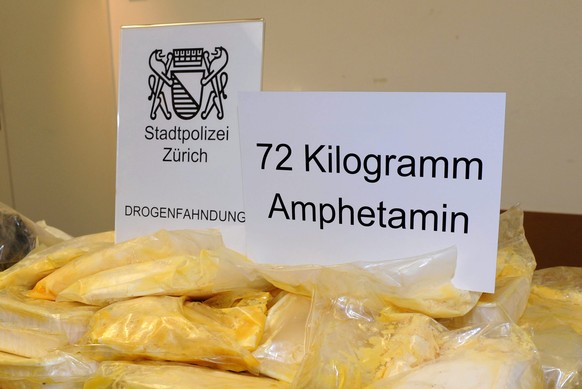 Stadtpolizei
Zürich
DROGENFAHNDUNG
72 Kilogramm
Amphetamin